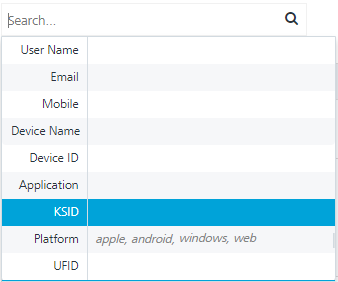 Search...
User Name
Email
Mobile
Device Name
Device ID
Application
KSID
Platform apple, android, windows, web
UFID